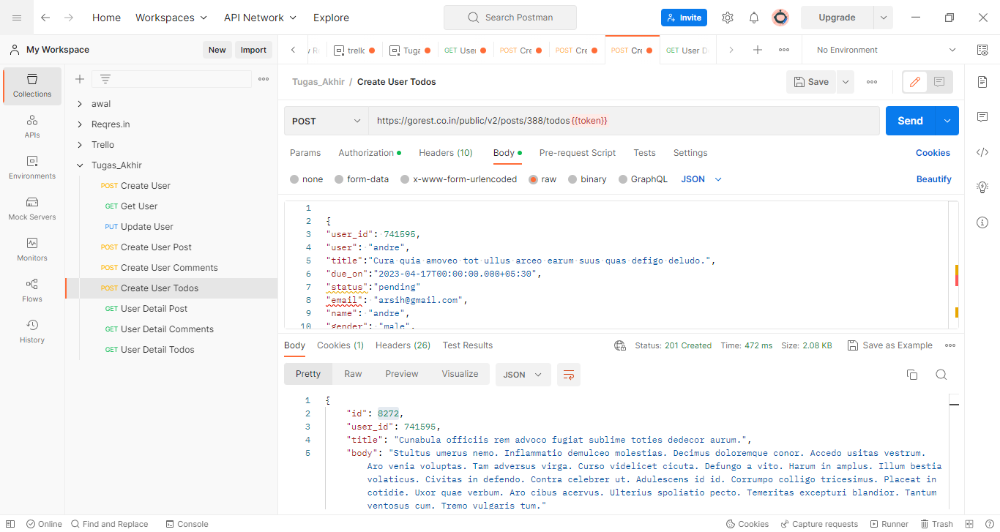 Home Workspaces API Network Explore Search Postman Invite Upgrade
My Workspace New Import
trello Tuga GET User POST Cre POST Cre POST Cre GET User D No Environment
Collections
APIs
Environments
Mock Servers
Monitors
Flows
History
awal
Reqres.in
Trello
Tugas_Akhir
POST Create User
GET Get User
PUT Update User
POST Create User Post
POST Create User Comments
POST Create User Todos
GET User Detail Post
GET User Detail Comments
GET User Detail Todos
Tugas_Akhir / Create User Todos Save
POST https://gorest.co.in/public/v2/posts/388/todos{{token}} Send
Params Authorization Headers (10) Body Pre-request Script Tests Settings Cookies
none form-data x-www-form-urlencoded raw binary GraphQL JSON Beautify
1
2 {
3 "user_id": 741595,
4 "user": "andre",
5 "title":"Cura quia amoveo tot ullus arceo earum suus quas defigo deludo.",
6 "due_on":"2023-04-17T00:00:00.000+05:30",
7 "status":"pending"
8 "email": "arsih@gmail.com",
9 "name": "andre",
10 "gender": "male",
Body Cookies (1) Headers (26) Test Results Status: 201 Created Time: 472 ms Size: 2.08 KB Save as Example
Pretty Raw Preview Visualize JSON
1 {
2 "id": 8272,
3 "user_id": 741595,
4 "title": "Cunabula officiis rem advoco fugiat sublime toties dedecor aurum.",
5 "body": "Stultus umerus nemo. Inflammatio demulceo molestias. Decimus doloremque conor. Accedo usitas vestrum.
Aro venia voluptas. Tam adversus virga. Curso videlicet cicuta. Defungo a vito. Harum in amplus. Illum bestia
volaticus. Civitas in defendo. Contra celebrer ut. Adulescens id id. Corrumpo colligo tricesimus. Placeat in
cotidie. Uxor quae verbum. Aro cibus acervus. Ulterius spoliatio pecto. Temeritas excepturi blandior. Tantum
ventosus cum. Tremo vulgaris tum."
Online Find and Replace Console Cookies Capture requests Runner Trash